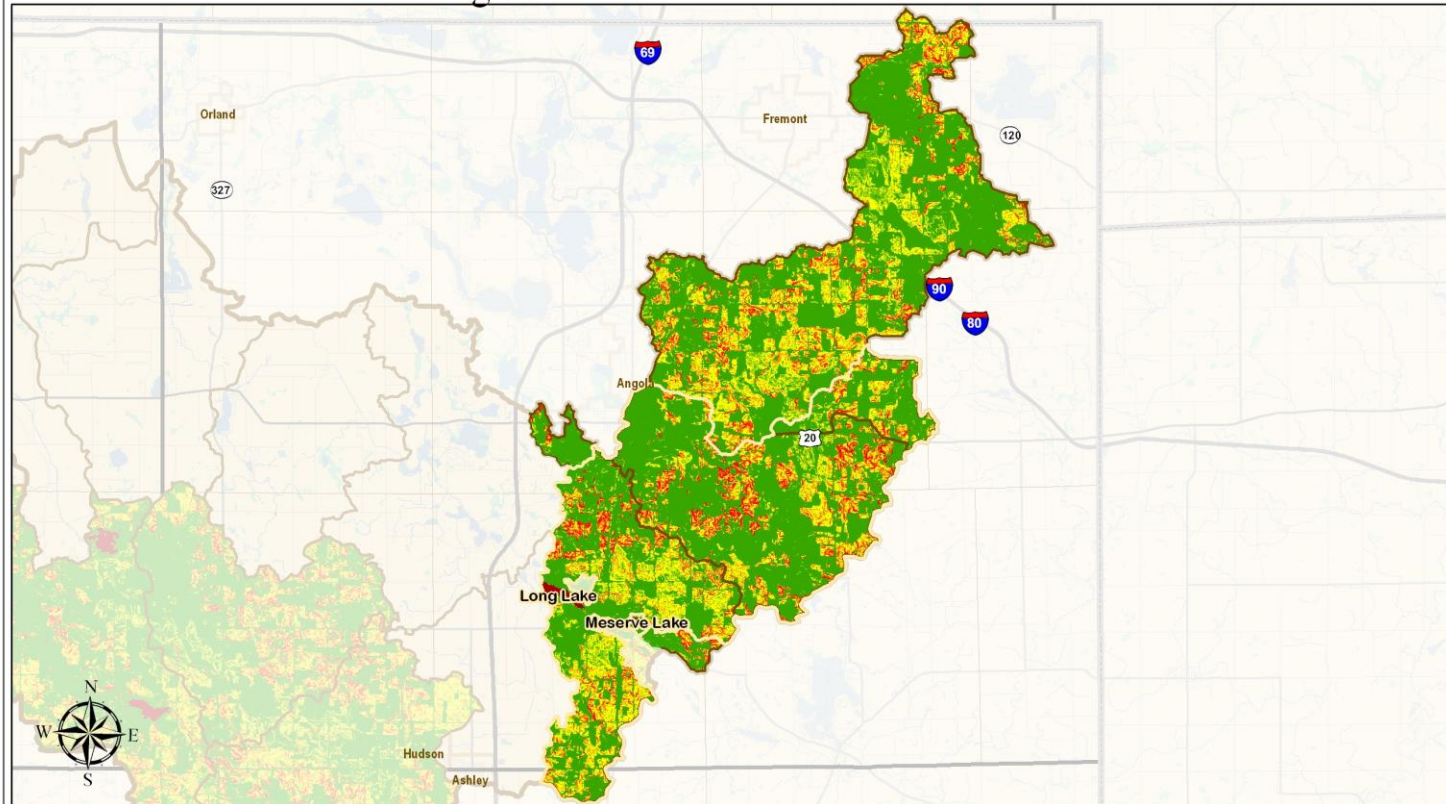 69
Orland
Fremont
120
327
90
80
Angola
20
Long Lake
Meserve Lake
N
W
E
S
Hudson
Ashley